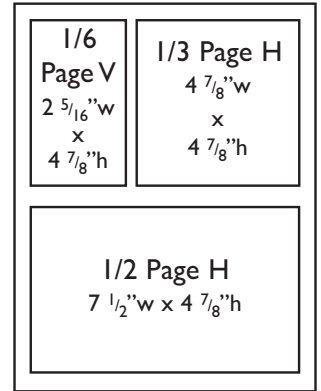 1/6
Page V
2 5/16”w
x
4 7/8”h
1/3 Page H
4 7/8”w
x
4 7/8”h
1/2 Page H
7 1/2”w x 4 7/8”h